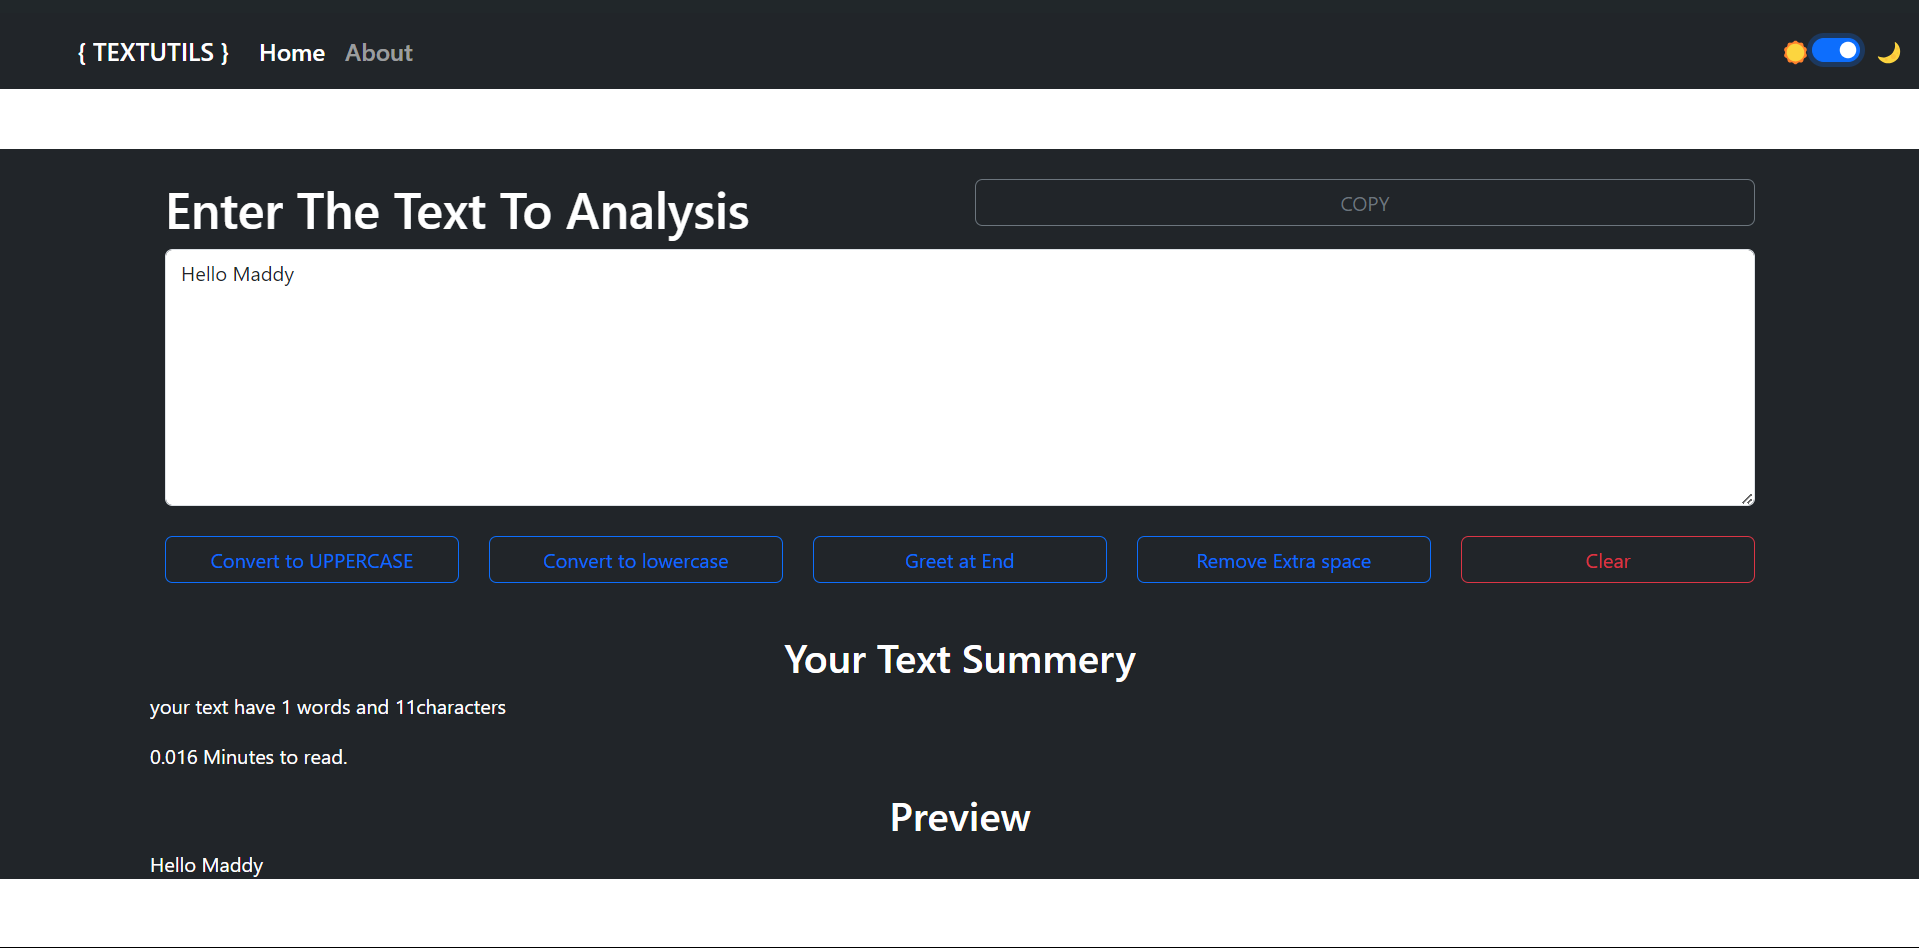 { TEXTUTILS } Home About
Enter The Text To Analysis
COPY
Hello Maddy
Convert to UPPERCASE Convert to lowercase Greet at End Remove Extra space Clear
Your Text Summery
your text have 1 words and 11characters
0.016 Minutes to read.
Preview
Hello Maddy